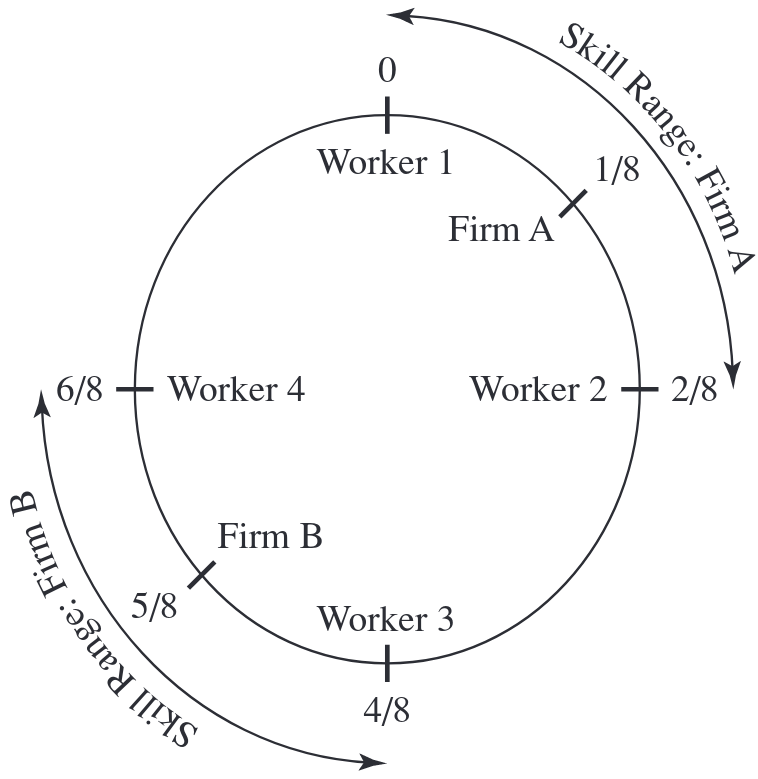 Skill Range: Firm A
0
Worker 1
1/8
Firm A
6/8
Worker 4
Worker 2
2/8
Skill Range: Firm B
Firm B
5/8
Worker 3
4/8